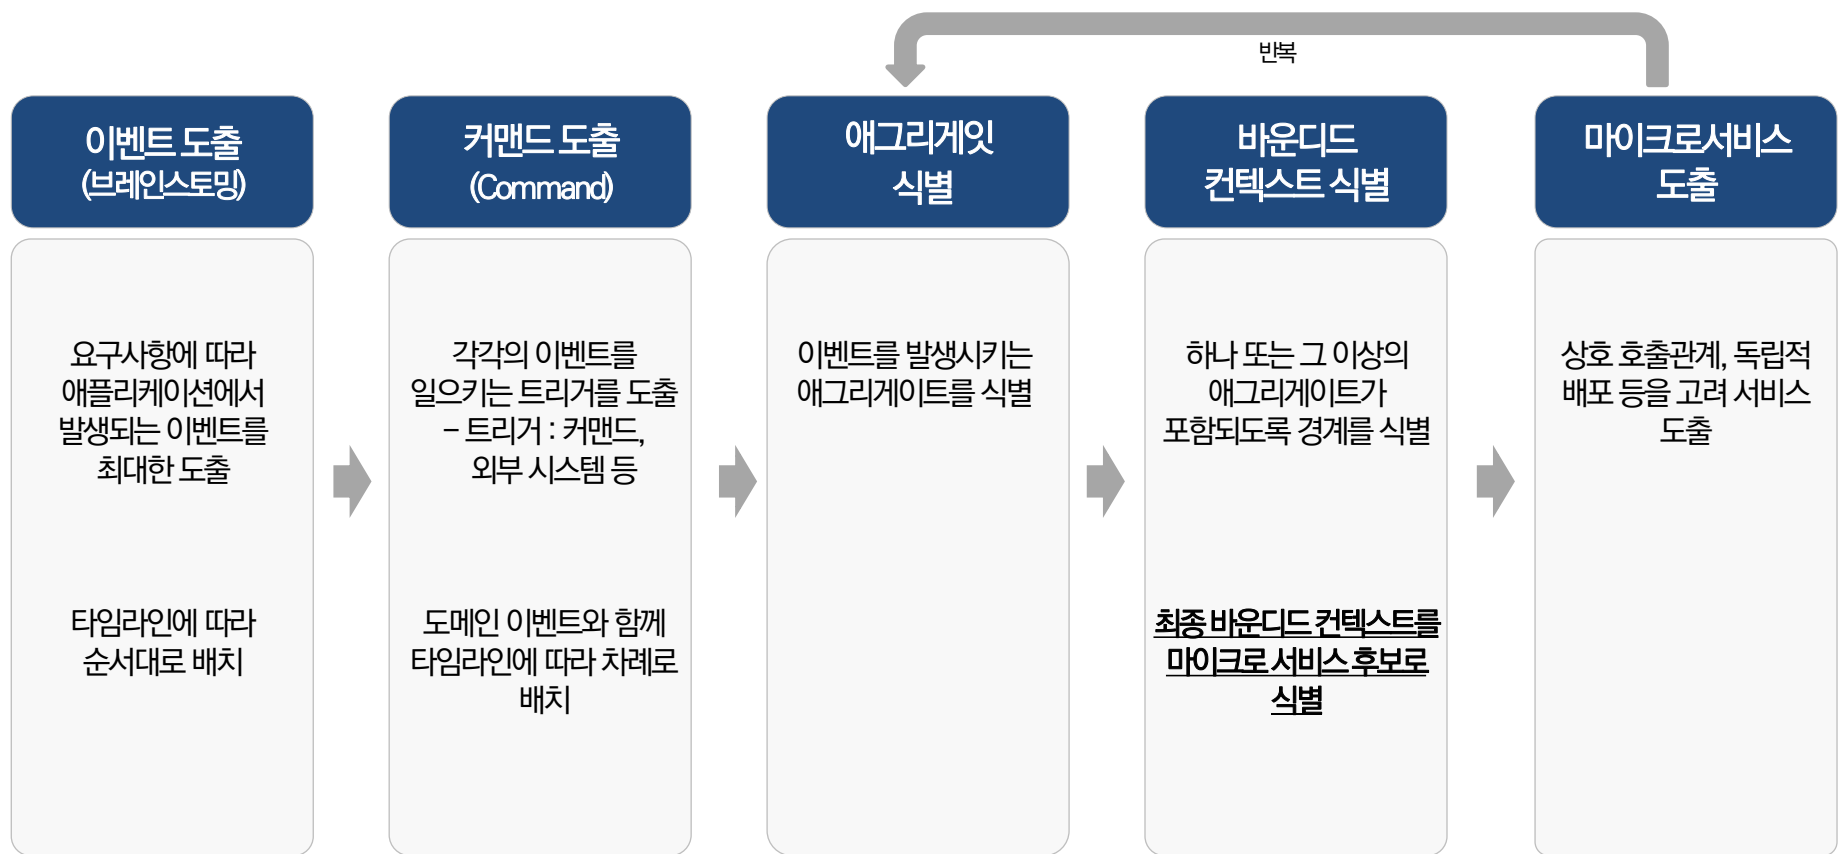 반복
이벤트 도출
(브레인스토밍)
커맨드 도출
(Command)
애그리게잇
식별
바운디드
컨텍스트 식별
마이크로서비스
도출
요구사항에 따라
애플리케이션에서
발생되는 이벤트를
최대한 도출
타임라인에 따라
순서대로 배치
각각의 이벤트를
일으키는 트리거를 도출
- 트리거 : 커맨드,
외부 시스템 등
도메인 이벤트와 함께
타임라인에 따라 차례로
배치
이벤트를 발생시키는
애그리게이트를 식별
하나 또는 그 이상의
애그리게이트가
포함되도록 경계를 식별
최종 바운디드 컨텍스트를
마이크로 서비스 후보로
식별
상호 호출관계, 독립적
배포 등을 고려 서비스
도출